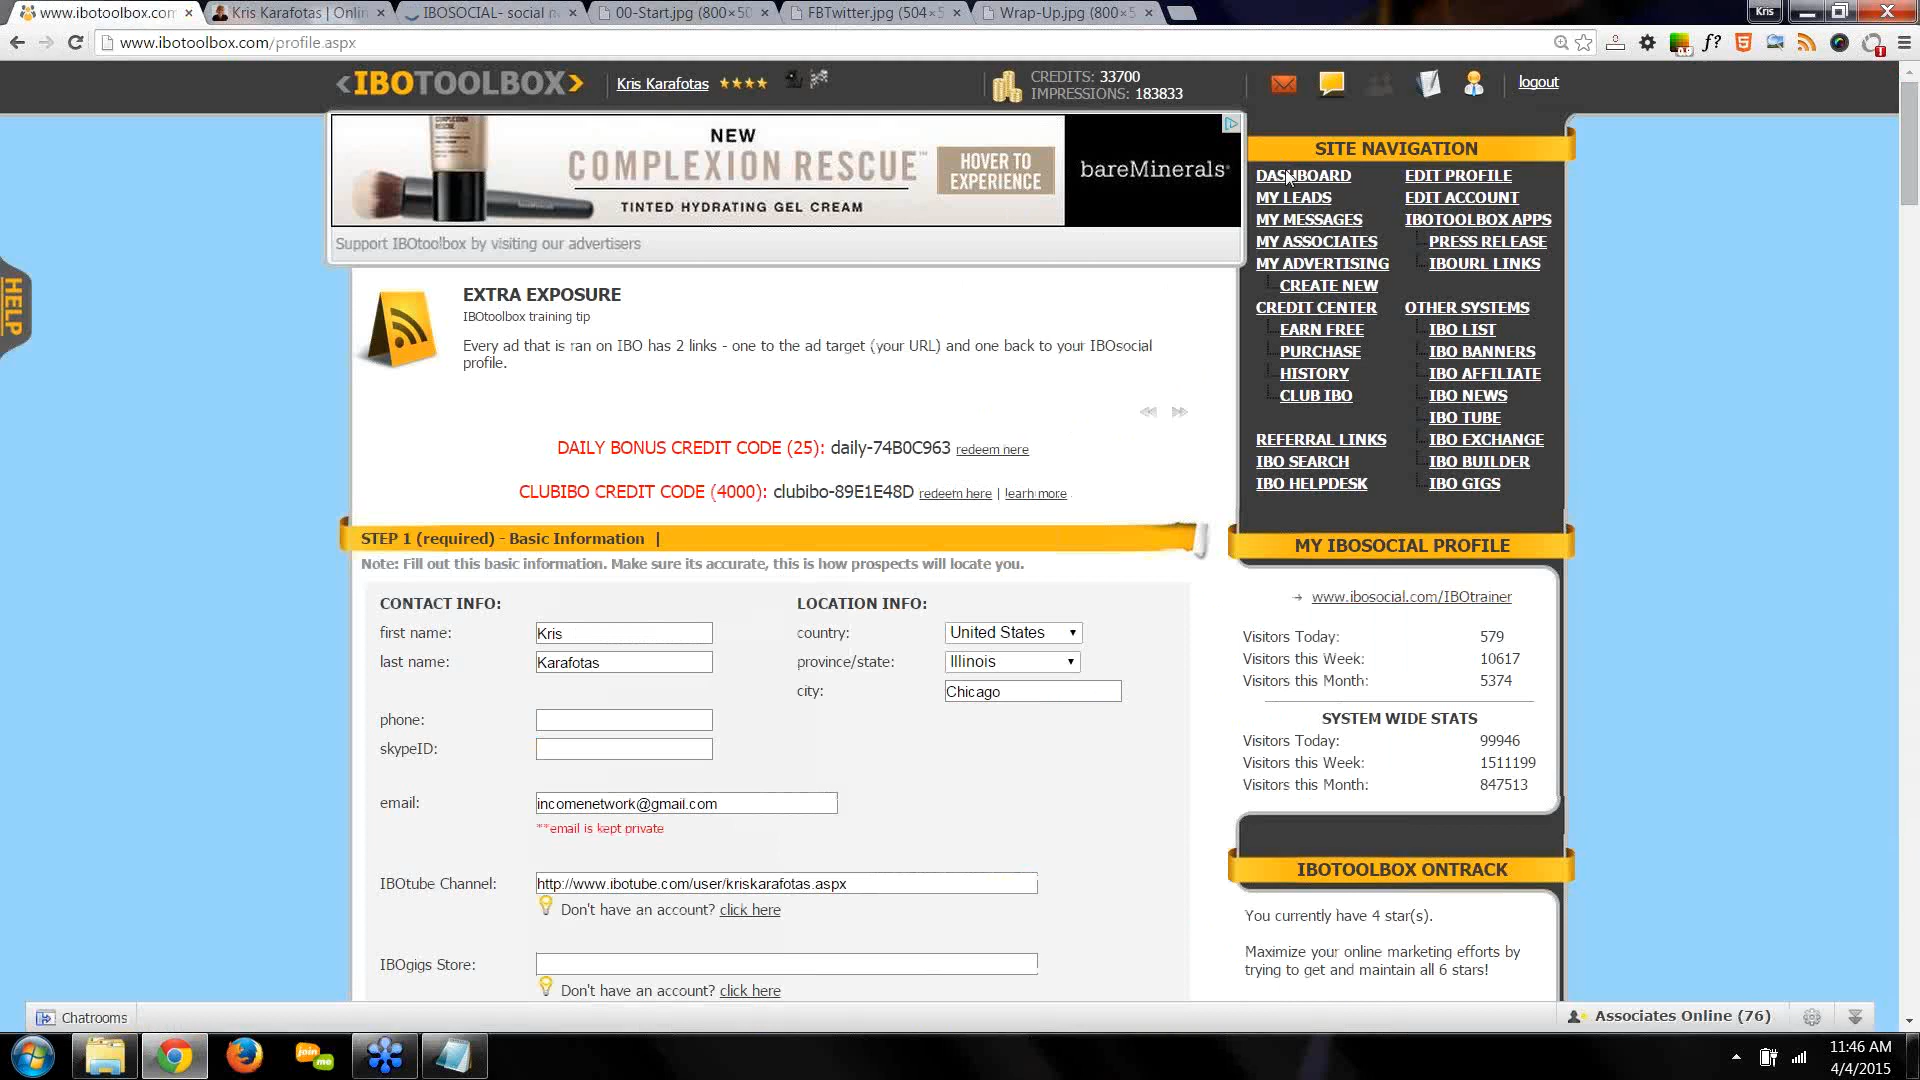 www.ibotoolbox.com
Kris Karafotas | Onlin
IBOSOCIAL- social n
00-Start.jpg (800×50
FBTwitter.jpg (504×5
Wrap-Up.jpg (800×5
Kris
www.ibotoolbox.com/profile.aspx
<IBOTOOLBOX>
Kris Karafotas
CREDITS: 33700
IMPRESSIONS: 183833
logout
NEW
COMPLEXION RESCUE™
TINTED HYDRATING GEL CREAM
HOVER TO
EXPERIENCE
bareMinerals
Support IBOtoolbox by visiting our advertisers
HELP
EXTRA EXPOSURE
IBOtoolbox training tip
Every ad that is ran on IBO has 2 links - one to the ad target (your URL) and one back to your IBOsocial
profile.
DAILY BONUS CREDIT CODE (25): daily-74B0C963 redeem here
CLUBIBO CREDIT CODE (4000): clubibo-89E1E48D redeem here | learn more
STEP 1 (required) - Basic Information |
Note: Fill out this basic information. Make sure its accurate, this is how prospects will locate you.
CONTACT INFO:
first name: Kris
last name: Karafotas
phone:
skypeID:
email: incomenetwork@gmail.com
**email is kept private
LOCATION INFO:
country: United States
province/state: Illinois
city: Chicago
IBOtube Channel: http://www.ibotube.com/user/kriskarafotas.aspx
Don't have an account? click here
IBOgigs Store:
Don't have an account? click here
SITE NAVIGATION
DASHBOARD
MY LEADS
MY MESSAGES
MY ASSOCIATES
MY ADVERTISING
CREATE NEW
CREDIT CENTER
EARN FREE
PURCHASE
HISTORY
CLUB IBO
REFERRAL LINKS
IBO SEARCH
IBO HELPDESK
EDIT PROFILE
EDIT ACCOUNT
IBOTOOLBOX APPS
PRESS RELEASE
IBOURL LINKS
OTHER SYSTEMS
IBO LIST
IBO BANNERS
IBO AFFILIATE
IBO NEWS
IBO TUBE
IBO EXCHANGE
IBO BUILDER
IBO GIGS
MY IBOSOCIAL PROFILE
www.ibosocial.com/IBOtrainer
Visitors Today: 579
Visitors this Week: 10617
Visitors this Month: 5374
SYSTEM WIDE STATS
Visitors Today: 99946
Visitors this Week: 1511199
Visitors this Month: 847513
IBOTOOLBOX ONTRACK
You currently have 4 star(s).
Maximize your online marketing efforts by
trying to get and maintain all 6 stars!
Chatrooms
Associates Online (76)
join
me
11:46 AM
4/4/2015